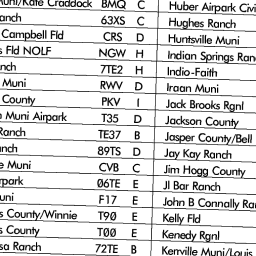 Muni/Kate Craddock BMQ C Huber Airpark Civi
anch 63XS C Hughes Ranch
Campbell Fld CRS D Huntsville Muni
s Fld NOLF NGW H Indian Springs Ran
nch 7TE2 H Indio-Faith
Muni RWV D Iraan Muni
County PKV I Jack Brooks Rgnl
n Muni Airpark T35 D Jackson County
Ranch TE37 B Jasper County/Bell
anch 89TS D Jay Kay Ranch
e Muni CVB C Jim Hogg County
rpark 06TE E Jl Bar Ranch
uni F17 E John B Connally Ra
s County/Winnie T90 E Kelly Fld
s County T00 E Kenedy Rgnl
sa Ranch 72TE B Kerrville Muni/Louis